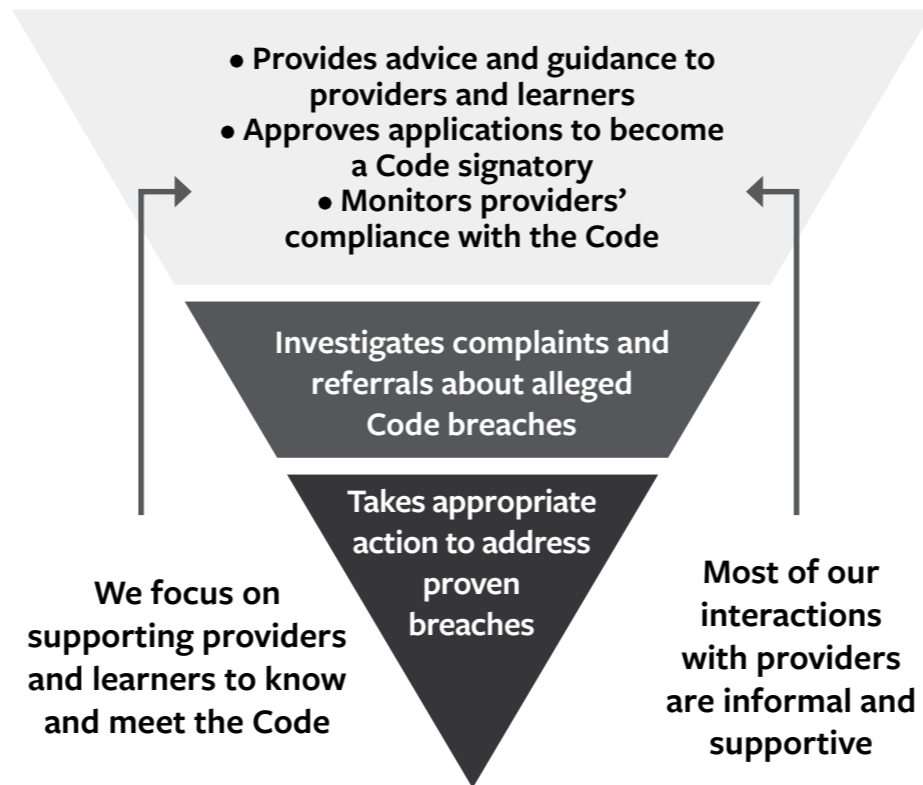 • Provides advice and guidance to
providers and learners
• Approves applications to become
a Code signatory
• Monitors providers’
compliance with the Code
Investigates complaints and
referrals about alleged
Code breaches
Takes appropriate
action to address
proven
breaches
We focus on
supporting providers
and learners to know
and meet the Code
Most of our
interactions
with providers
are informal and
supportive